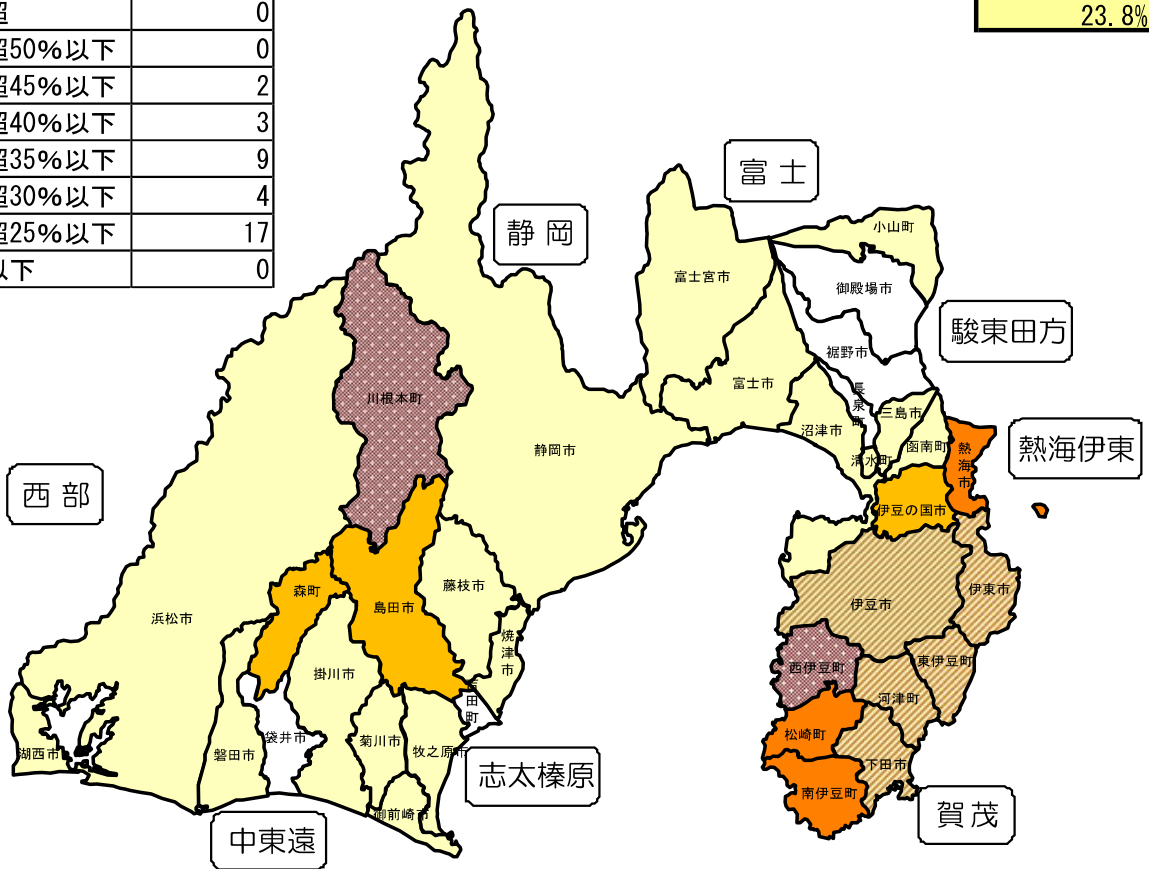 超 0
超50%以下 0
超45%以下 2
超40%以下 3
超35%以下 9
超30%以下 4
超25%以下 17
以下 0
23.8%
富士
静岡
小山町
富士宮市
御殿場市
駿東田方
裾野市
富士市
長泉町
川根本町
三島市
沼津市
函南町
熱海市
熱海伊東
静岡市
清水町
西部
伊豆の国市
藤枝市
森町
島田市
伊豆市
伊東市
浜松市
焼津市
掛川市
西伊豆町
東伊豆町
吉田町
河津町
袋井市
菊川市
松崎町
湖西市
磐田市
牧之原市
志太榛原
下田市
南伊豆町
御前崎市
賀茂
中東遠